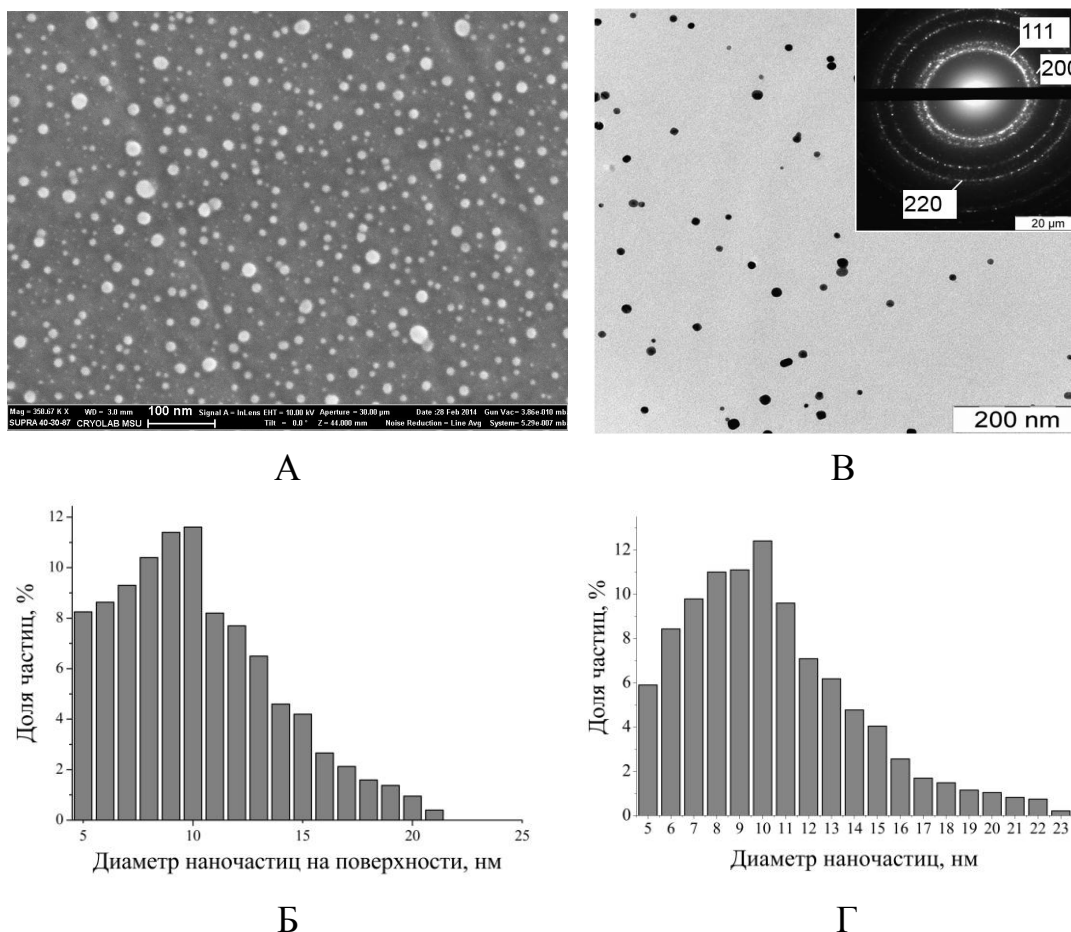 111
200
220
20 µm
200 nm
Mag = 350.67 K X WD = 3.0 mm 100 nm Signal A = InLens EHT = 10.00 kV Aperture = 30.00 µm Date :28 Feb 2014 Gun Vac= 3.86e-010 mb
SUPRA 40-30-87 CRYOLAB MSU Tilt = 0.0 ° Z = 44.000 mm Noise Reduction = Line Avg System= 5.29e-007 mb
А
В
Доля частиц, %
12
10
8
6
4
2
0
5 10 15 20 25
Диаметр наночастиц на поверхности, нм
Б
Доля частиц, %
12
10
8
6
4
2
0
5 6 7 8 9 10 11 12 13 14 15 16 17 18 19 20 21 22 23
Диаметр наночастиц, нм
Г